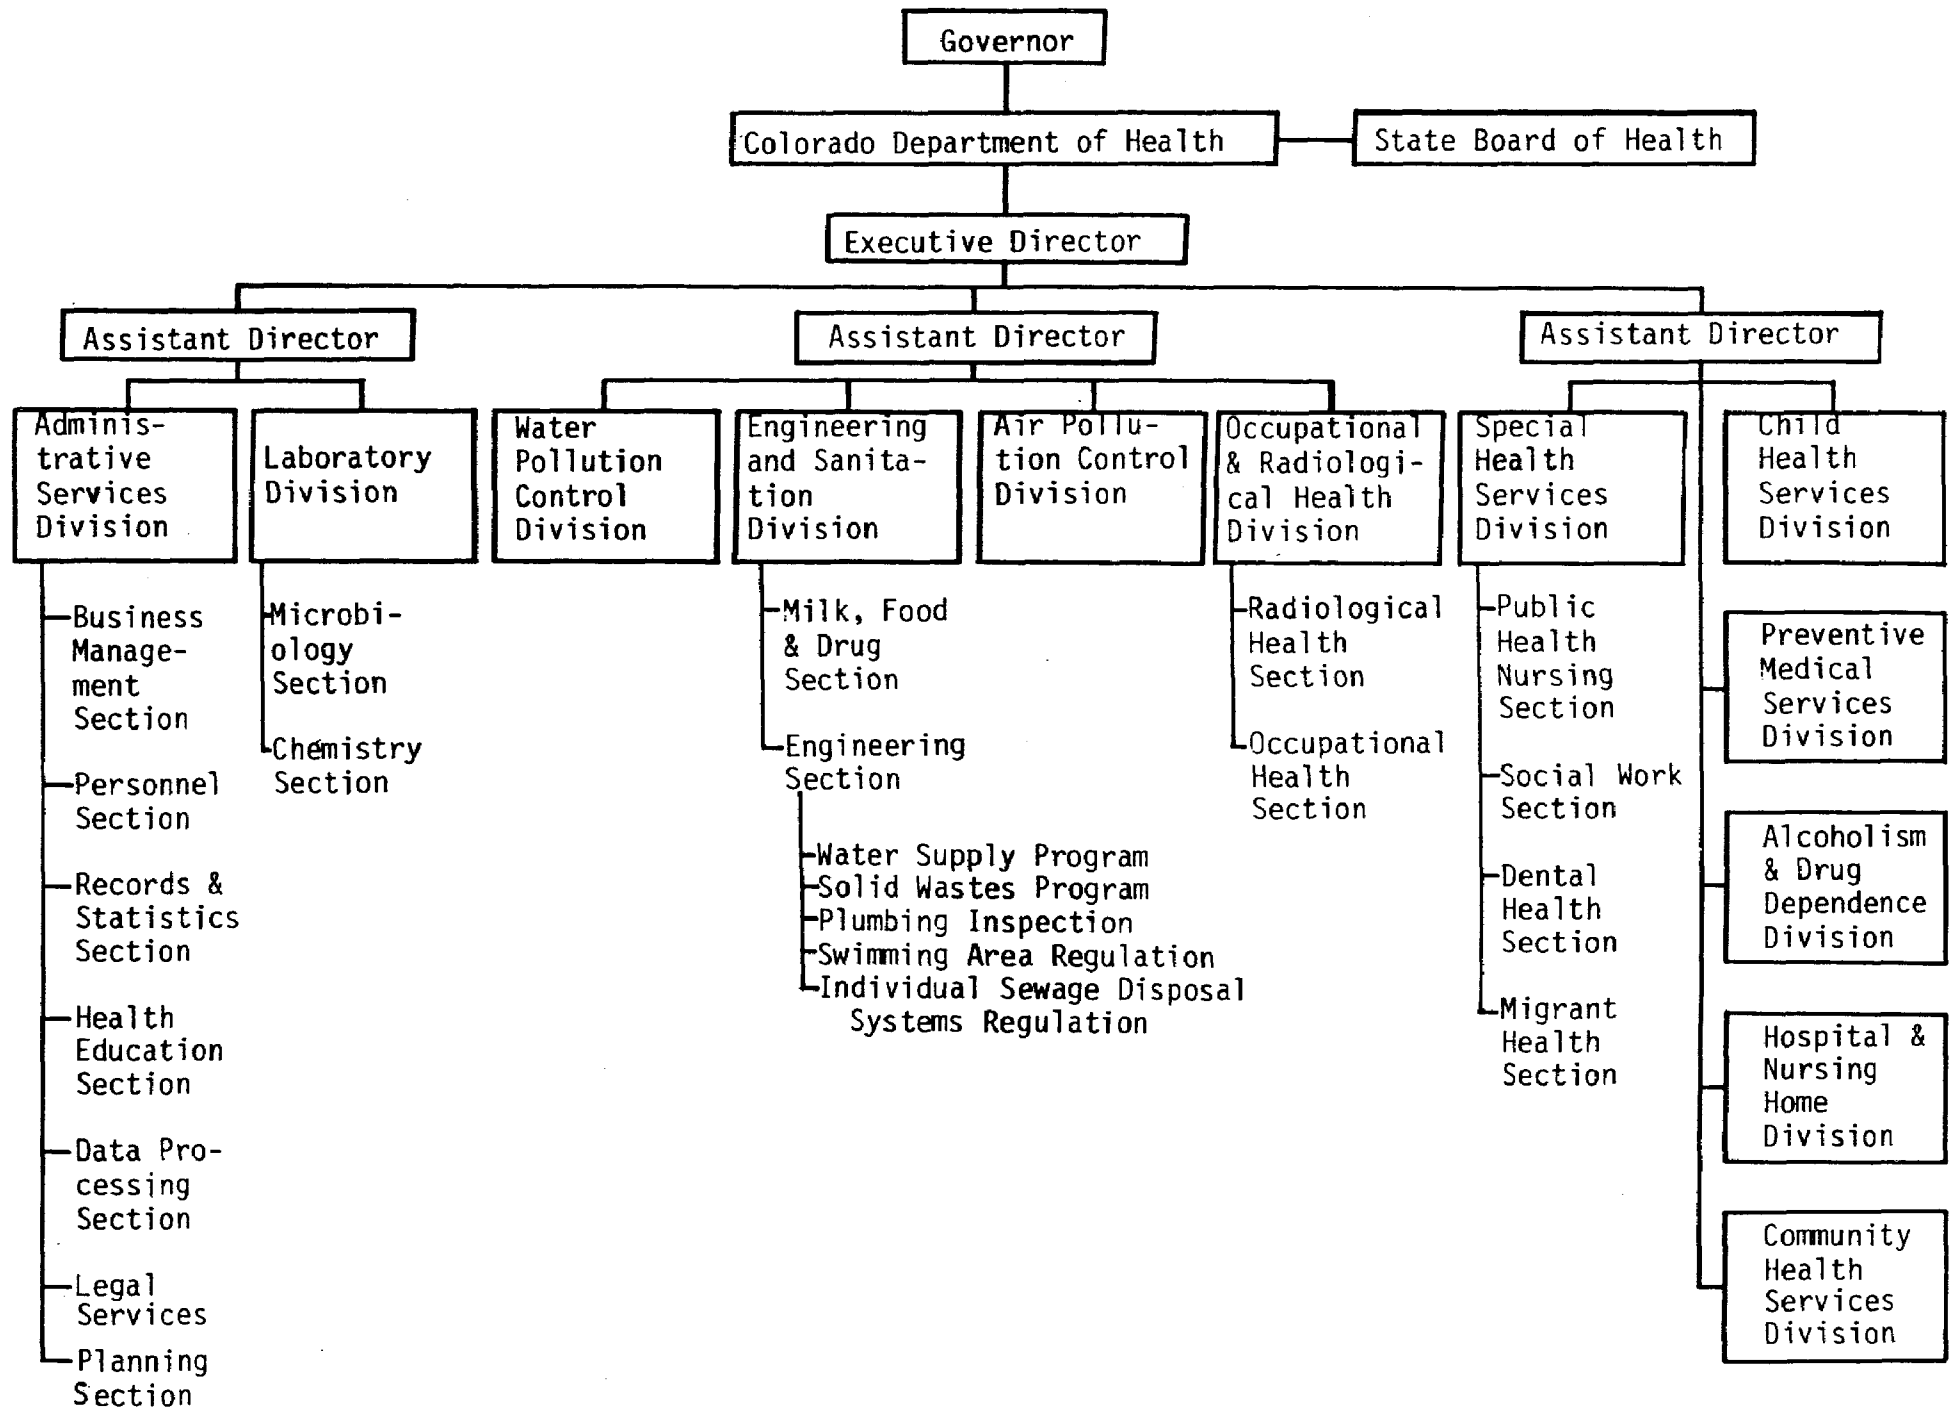 Governor
Colorado Department of Health
State Board of Health
Executive Director
Assistant Director
Assistant Director
Assistant Director
Adminis-
trative
Services
Division
Laboratory
Division
Water
Pollution
Control
Division
Engineering
and Sanita-
tion
Division
Air Pollu-
tion Control
Division
Occupational
& Radiologi-
cal Health
Division
Special
Health
Services
Division
Child
Health
Services
Division
Business
Manage-
ment
Section
Personnel
Section
Records &
Statistics
Section
Health
Education
Section
Data Pro-
cessing
Section
Legal
Services
Planning
Section
Microbi-
ology
Section
Chemistry
Section
Milk, Food
& Drug
Section
Engineering
Section
Water Supply Program
Solid Wastes Program
Plumbing Inspection
Swimming Area Regulation
Individual Sewage Disposal
Systems Regulation
Radiological
Health
Section
Occupational
Health
Section
Public
Health
Nursing
Section
Social Work
Section
Dental
Health
Section
Migrant
Health
Section
Preventive
Medical
Services
Division
Alcoholism
& Drug
Dependence
Division
Hospital &
Nursing
Home
Division
Community
Health
Services
Division